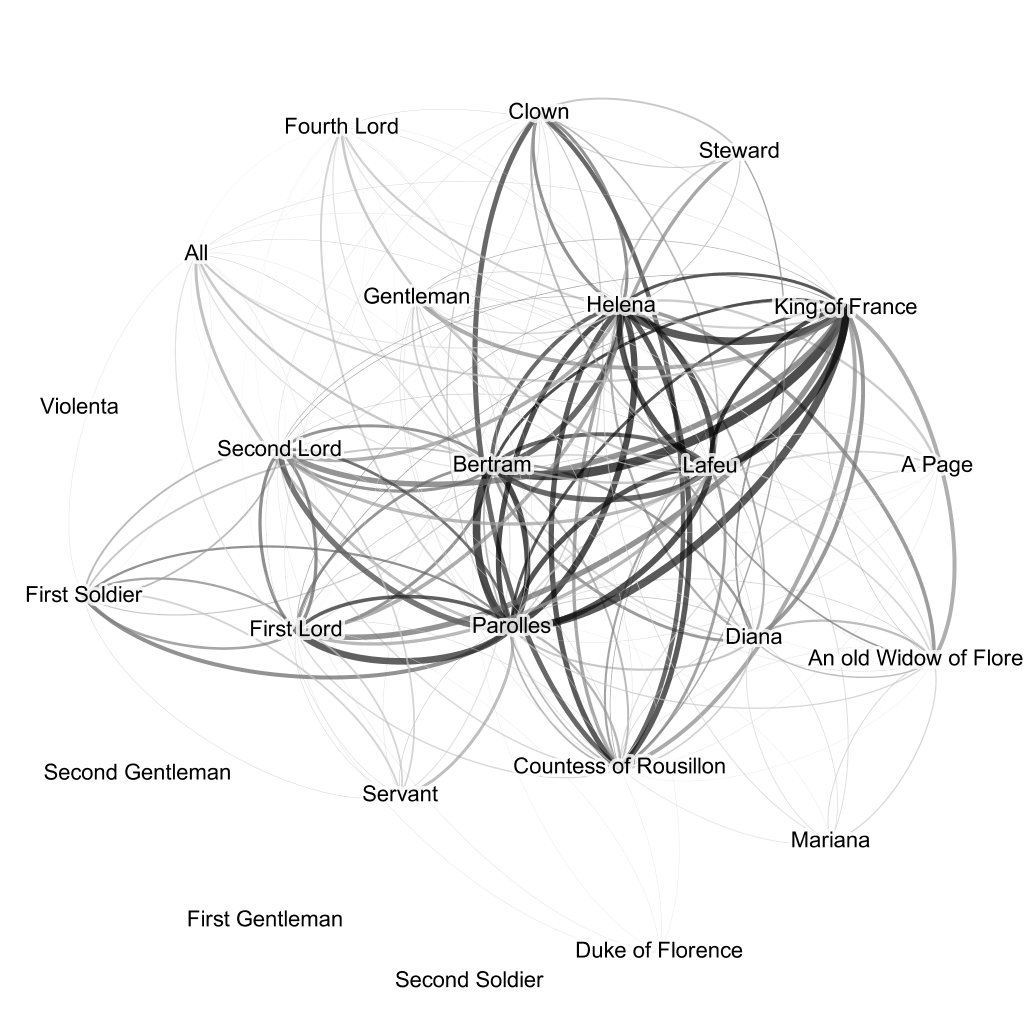 Clown
Fourth Lord
Steward
All
Gentleman
Helena
King of France
Violenta
Second Lord
Bertram
Lafeu
A Page
First Soldier
First Lord
Parolles
Diana
An old Widow of Flore
Countess of Rousillon
Second Gentleman
Servant
Mariana
First Gentleman
Duke of Florence
Second Soldier